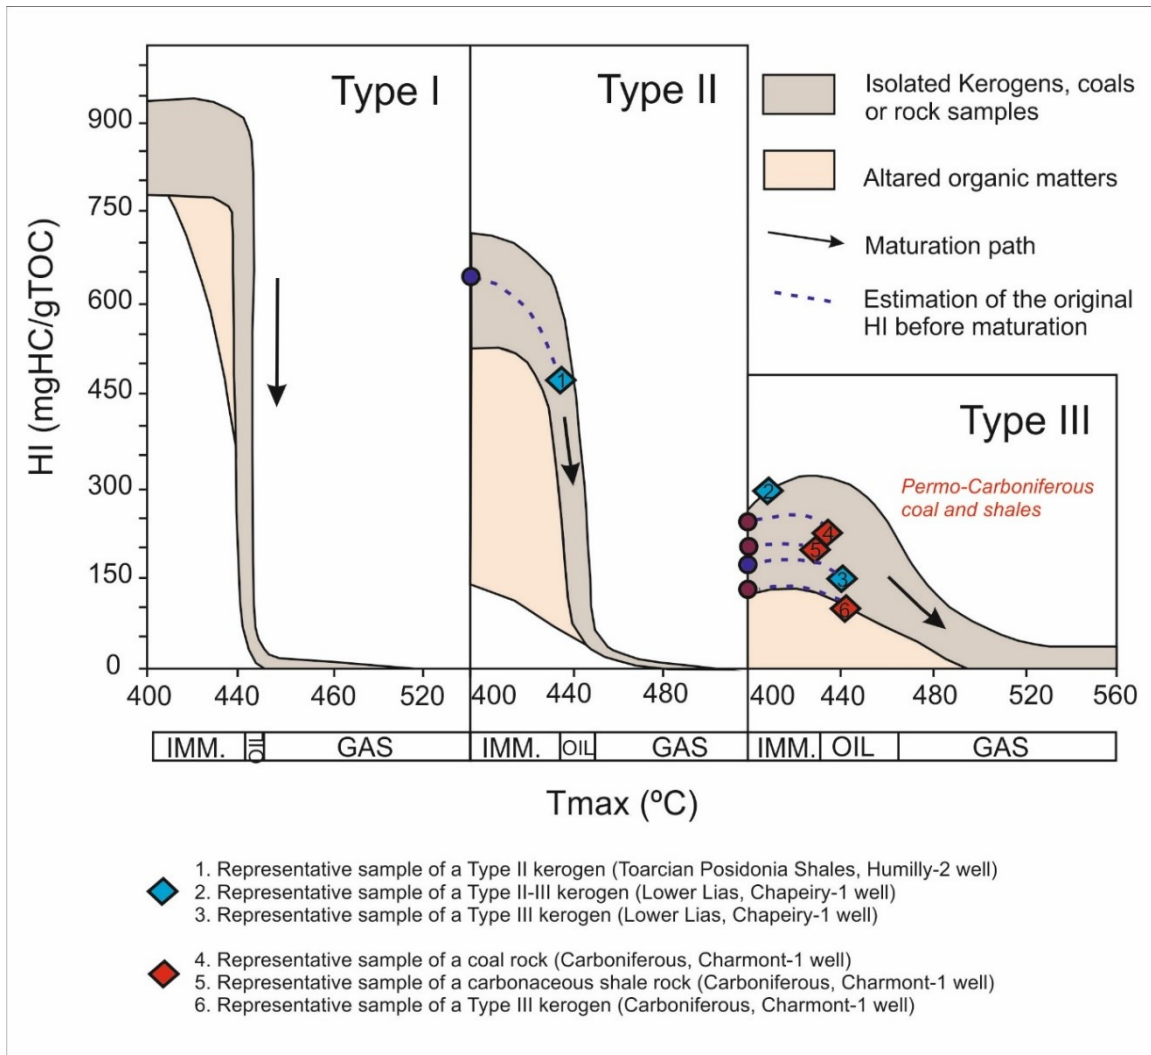 Type I
Type II
Isolated Kerogens, coals
or rock samples
Altared organic matters
Maturation path
Estimation of the original
HI before maturation
Type III
Permo-Carboniferous
coal and shales
HI (mgHC/gTOC)
900
750
600
450
300
150
0
1
2
4
5
3
6
400 440 460 520
400 440 480
400 440 480 520 560
IMM. OIL GAS
IMM. OIL GAS
IMM. OIL GAS
Tmax (ºC)
1. Representative sample of a Type II kerogen (Toarcian Posidonia Shales, Humilly-2 well)
2. Representative sample of a Type II-III kerogen (Lower Lias, Chapeiry-1 well)
3. Representative sample of a Type III kerogen (Lower Lias, Chapeiry-1 well)
4. Representative sample of a coal rock (Carboniferous, Charmont-1 well)
5. Representative sample of a carbonaceous shale rock (Carboniferous, Charmont-1 well)
6. Representative sample of a Type III kerogen (Carboniferous, Charmont-1 well)